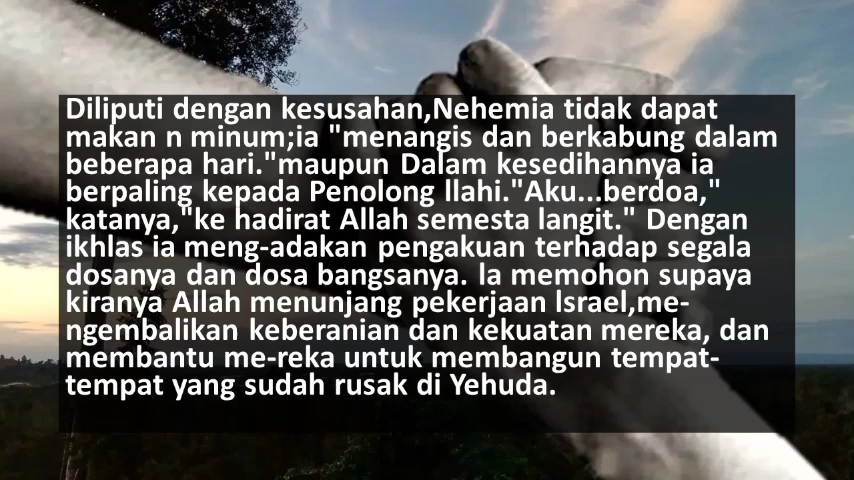 Diliputi dengan kesusahan,Nehemia tidak dapat
makan n minum;ia "menangis dan berkabung dalam
beberapa hari."maupun Dalam kesedihannya ia
berpaling kepada Penolong llahi."Aku...berdoa,"
katanya,"ke hadirat Allah semesta langit." Dengan
ikhlas ia meng-adakan pengakuan terhadap segala
dosanya dan dosa bangsanya. la memohon supaya
kiranya Allah menunjang pekerjaan lsrael,me-
ngembalikan keberanian dan kekuatan mereka, dan
membantu me-reka untuk membangun tempat-
tempat yang sudah rusak di Yehuda.